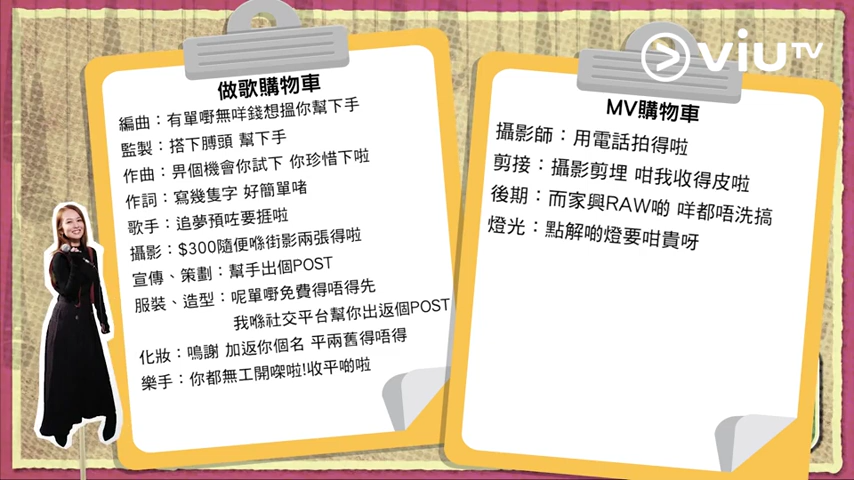 做歌購物車
編曲：有單嘢無咩錢想搵你幫下手
監製：搭下膊頭 幫下手
作曲：畀個機會你試下 你珍惜下啦
作詞：寫幾隻字 好簡單啫
歌手：追夢預咗要捱啦
攝影：$300隨便喺街影兩張得啦
宣傳、策劃：幫手出個POST
服裝、造型：呢單嘢免費得唔得先
我喺社交平台幫你出返個POST
化妝：鳴謝 加返你個名 平兩舊得唔得
樂手：你都無工開㗎啦!收平啲啦
viuTV
MV購物車
攝影師：用電話拍得啦
剪接：攝影剪埋 咁我收得皮啦
後期：而家興RAW啲 咩都唔洗搞
燈光：點解啲燈要咁貴呀